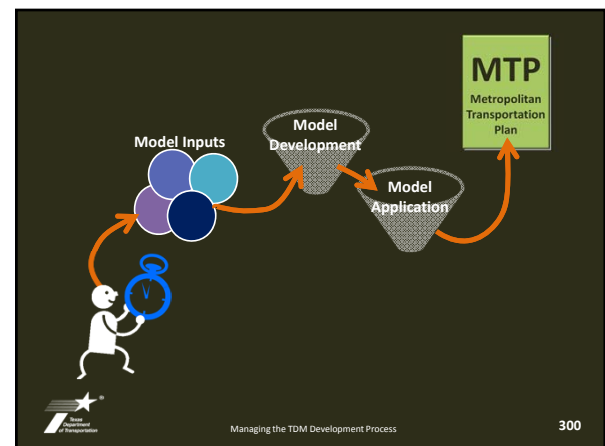 MTP
Metropolitan
Transportation
Plan
Model
Development
Model Inputs
Model
Application
®
Texas
Department
of Transportation
Managing the TDM Development Process
300